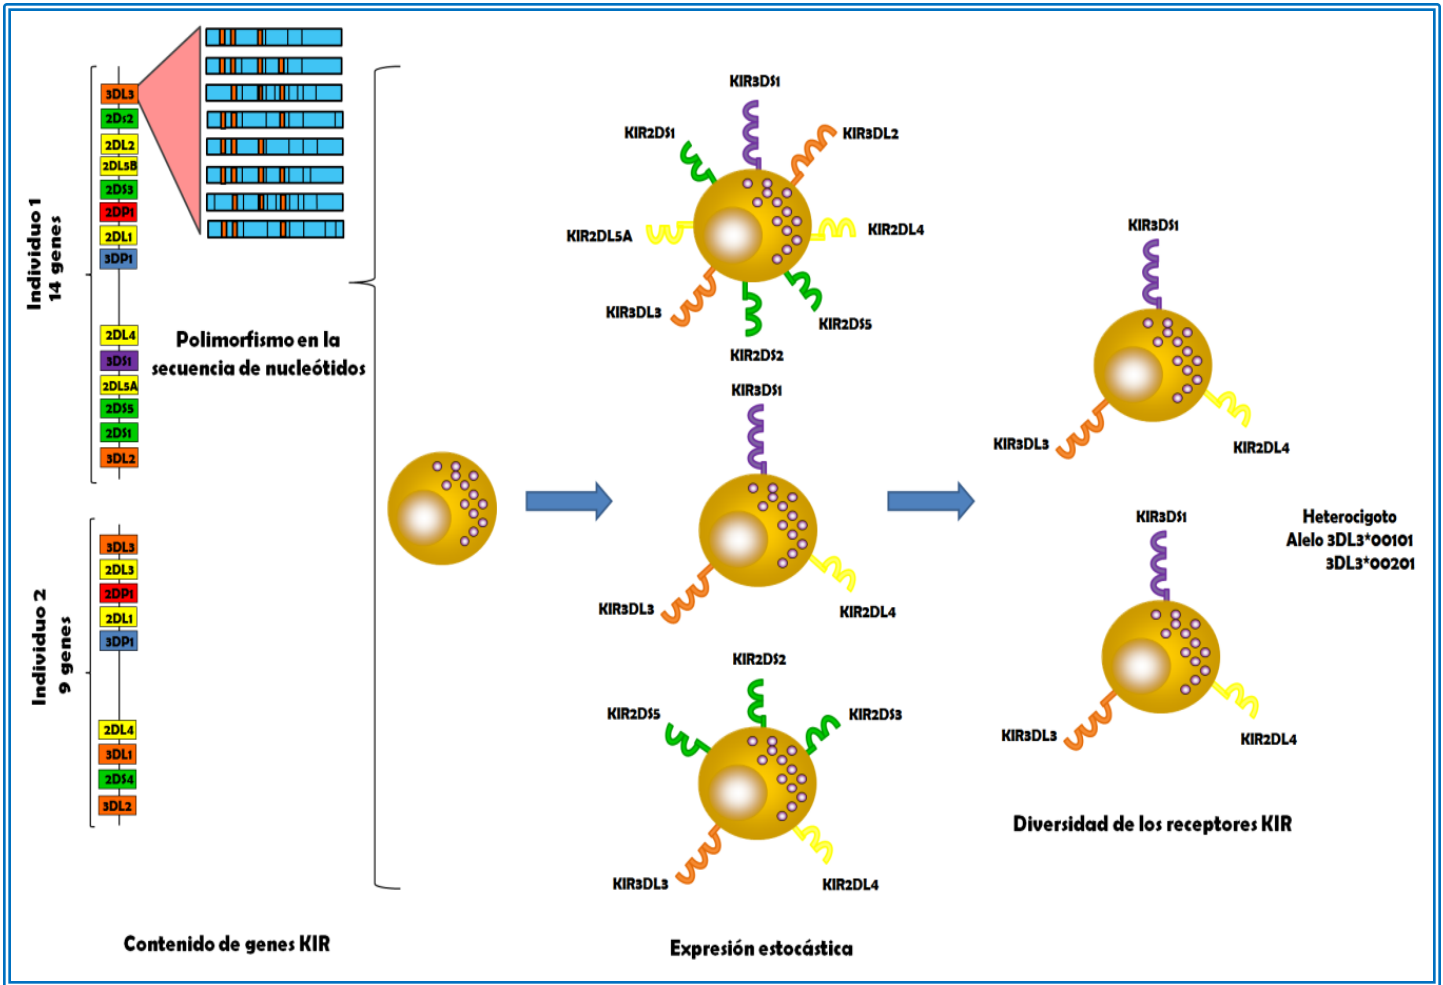 Individuo 1
14 genes
3DL3
2Ds2
2DL2
2DL5B
2DS3
2DP1
2DL1
3DP1
2DL4
3DS1
2DL5A
2DS5
2DS1
3DL2
Polimorfismo en la
secuencia de nucleótidos
Individuo 2
9 genes
3DL3
2DL3
2DP1
2DL1
3DP1
2DL4
3DL1
2DS4
3DL2
Contenido de genes KIR
KIR3DS1
KIR2DS1
KIR3DL2
KIR2DL5A
KIR2DL4
KIR3DL3
KIR2DS5
KIR2DS2
KIR3DS1
KIR3DL3
KIR2DL4
KIR2DS2
KIR2DS5
KIR2DS3
KIR3DL3
KIR2DL4
Expresión estocástica
KIR3DS1
KIR3DL3
KIR2DL4
KIR3DS1
KIR3DL3
KIR2DL4
Heterocigoto
Alelo 3DL3*00101
3DL3*00201
Diversidad de los receptores KIR